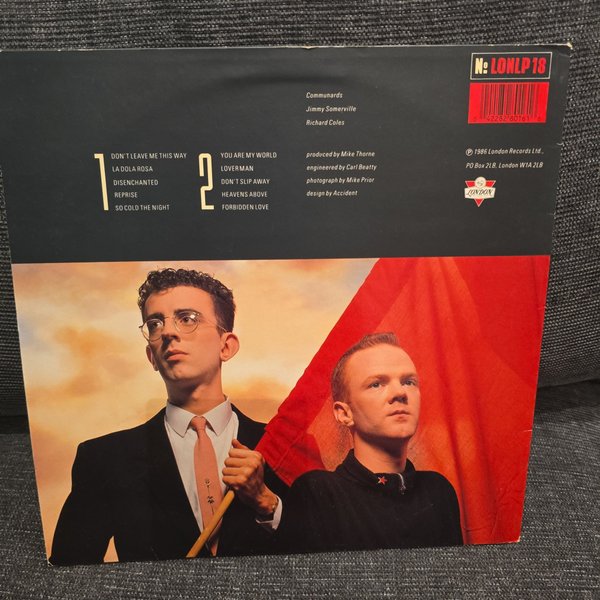 Nº LONLP 18
Communards
Jimmy Somerville
Richard Coles
1
DON'T LEAVE ME THIS WAY
LA DOLA ROSA
DISENCHANTED
REPRISE
SO COLD THE NIGHT
2
YOU ARE MY WORLD
LOVER MAN
DON'T SLIP AWAY
HEAVENS ABOVE
FORBIDDEN LOVE
produced by Mike Thorne
engineered by Carl Beatty
photograph by Mike Prior
design by Accident
℗ 1986 London Records Ltd.,
PO Box 2LB, London W1A 2LB
LONDON